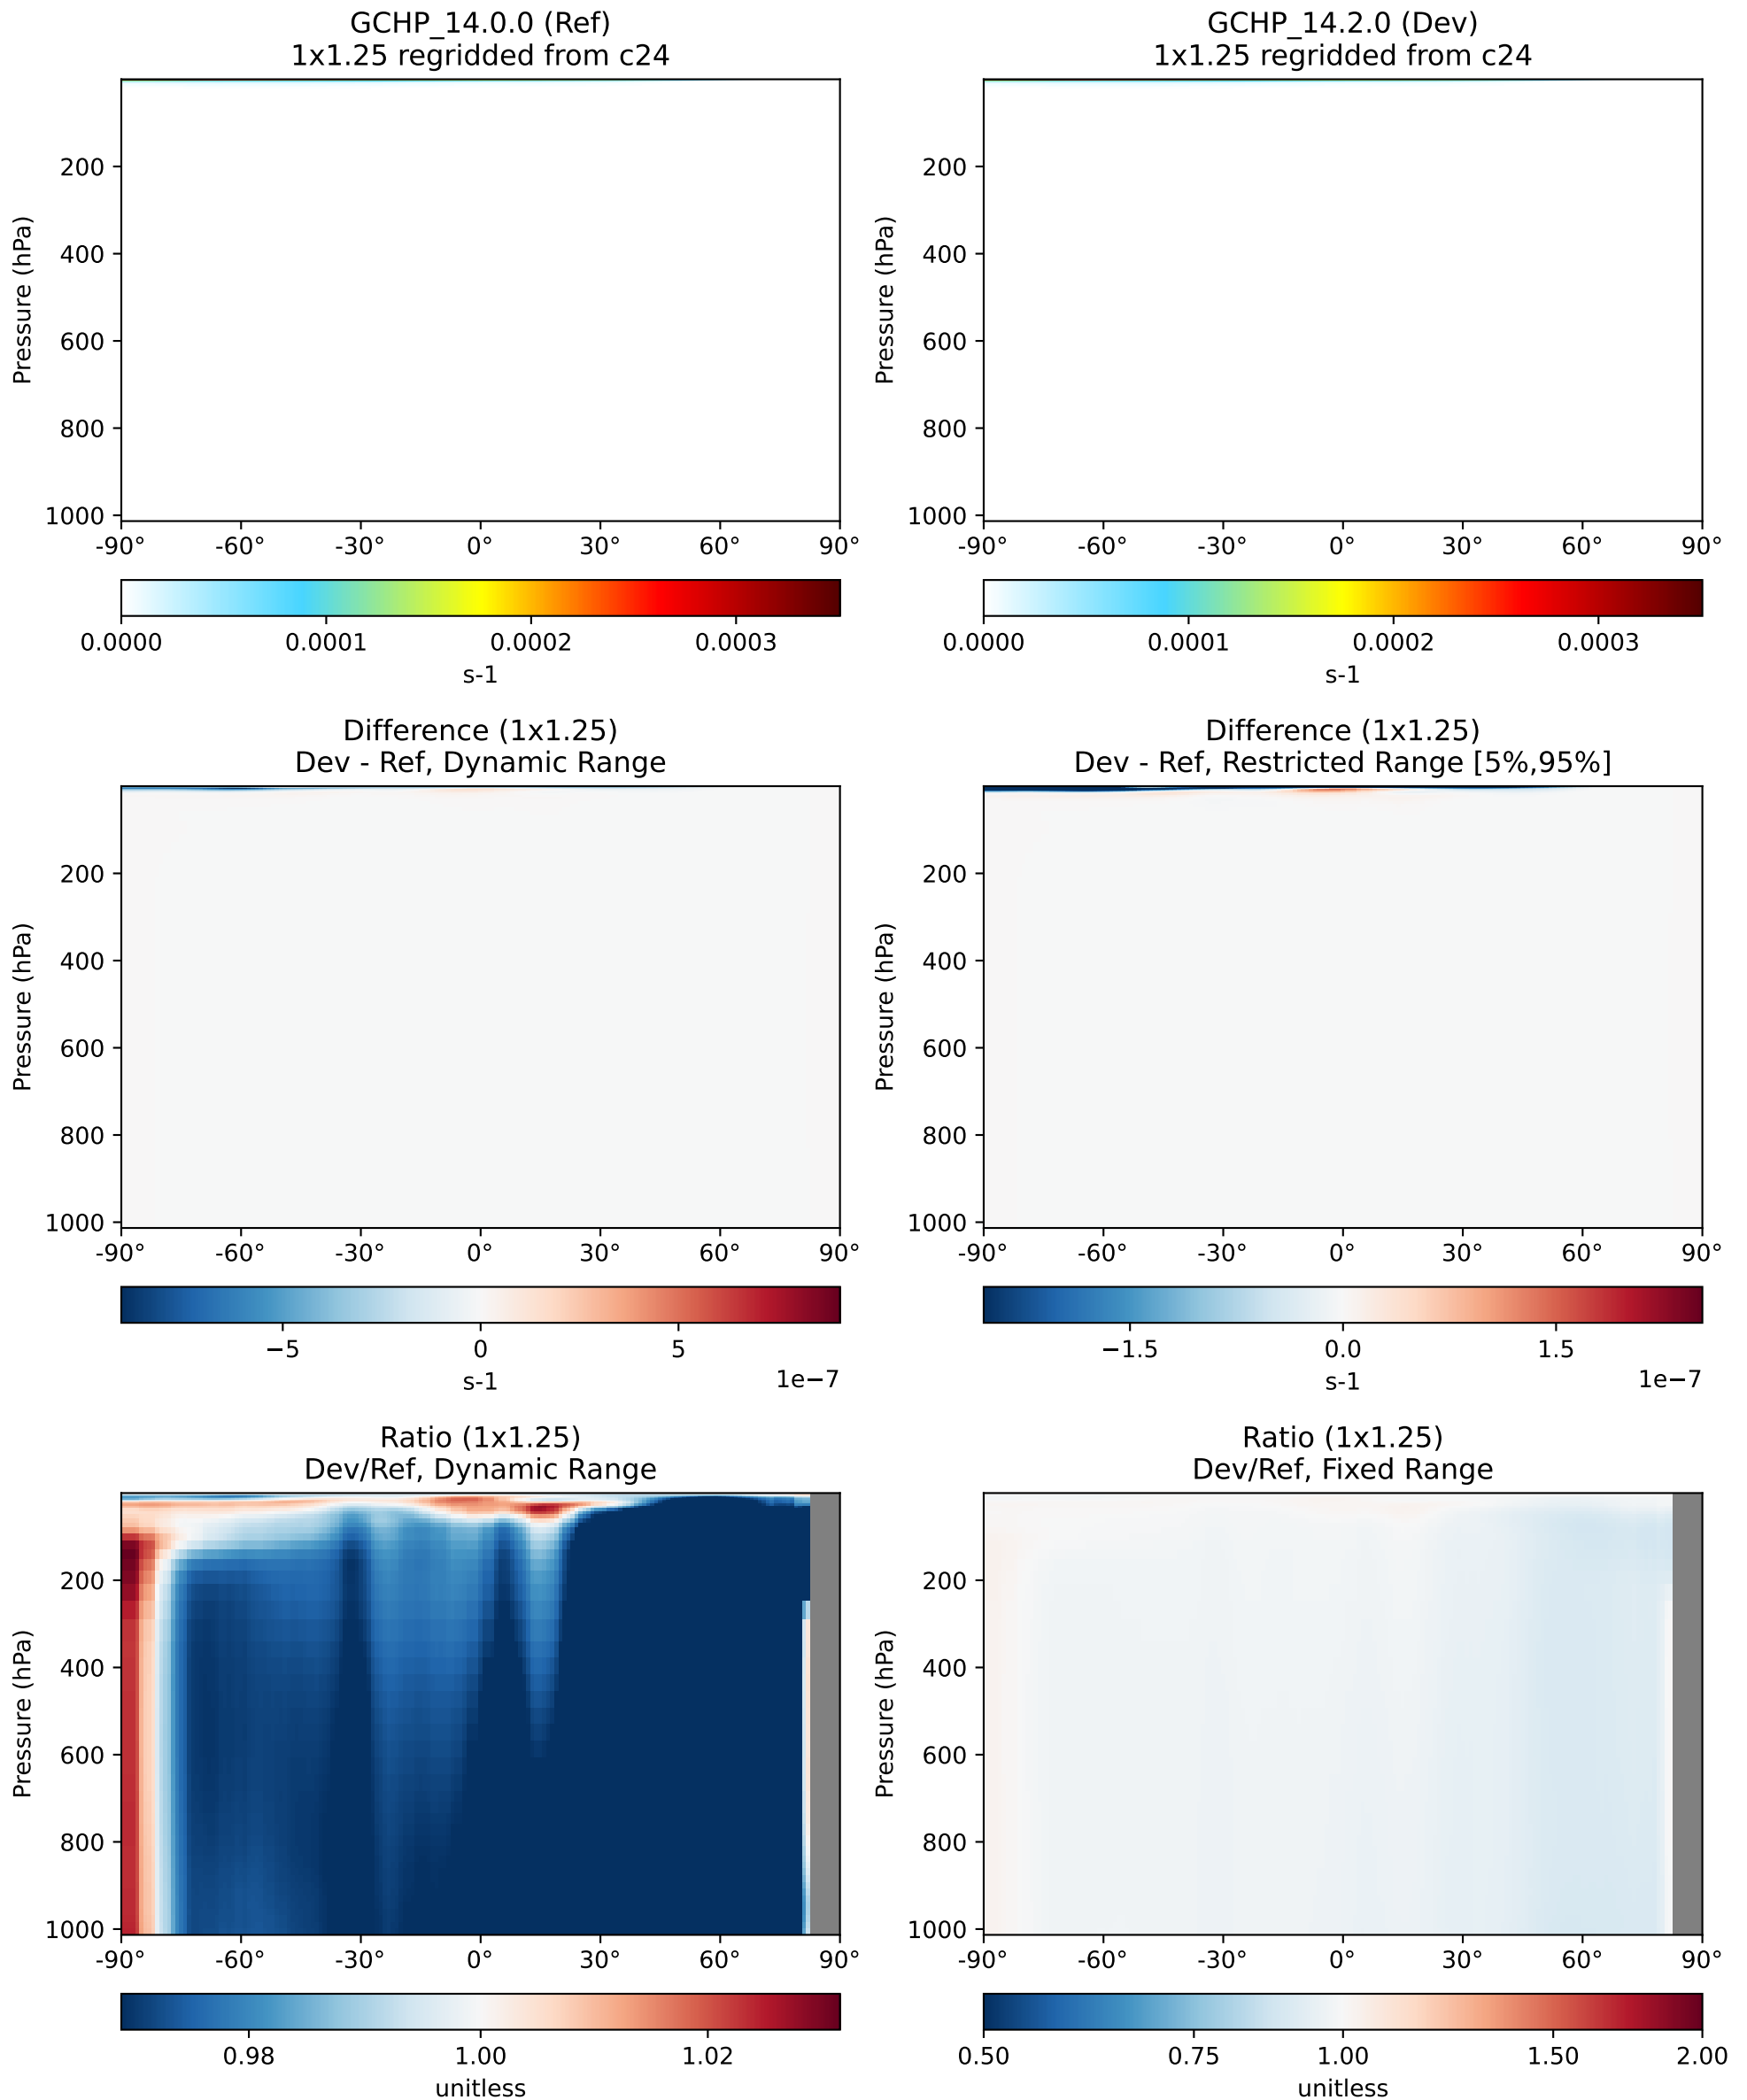 GCHP_14.0.0 (Ref)
1x1.25 regridded from c24
Pressure (hPa)
200
400
600
800
1000
-90° -60° -30° 0° 30° 60° 90°
0.0000 0.0001 0.0002 0.0003
s-1
GCHP_14.2.0 (Dev)
1x1.25 regridded from c24
Pressure (hPa)
200
400
600
800
1000
-90° -60° -30° 0° 30° 60° 90°
0.0000 0.0001 0.0002 0.0003
s-1
Difference (1x1.25)
Dev - Ref, Dynamic Range
Pressure (hPa)
200
400
600
800
1000
-90° -60° -30° 0° 30° 60° 90°
−5 0 5
s-1 1e−7
Difference (1x1.25)
Dev - Ref, Restricted Range [5%,95%]
Pressure (hPa)
200
400
600
800
1000
-90° -60° -30° 0° 30° 60° 90°
−1.5 0.0 1.5
s-1 1e−7
Ratio (1x1.25)
Dev/Ref, Dynamic Range
Pressure (hPa)
200
400
600
800
1000
-90° -60° -30° 0° 30° 60° 90°
0.98 1.00 1.02
unitless
Ratio (1x1.25)
Dev/Ref, Fixed Range
Pressure (hPa)
200
400
600
800
1000
-90° -60° -30° 0° 30° 60° 90°
0.50 0.75 1.00 1.50 2.00
unitless